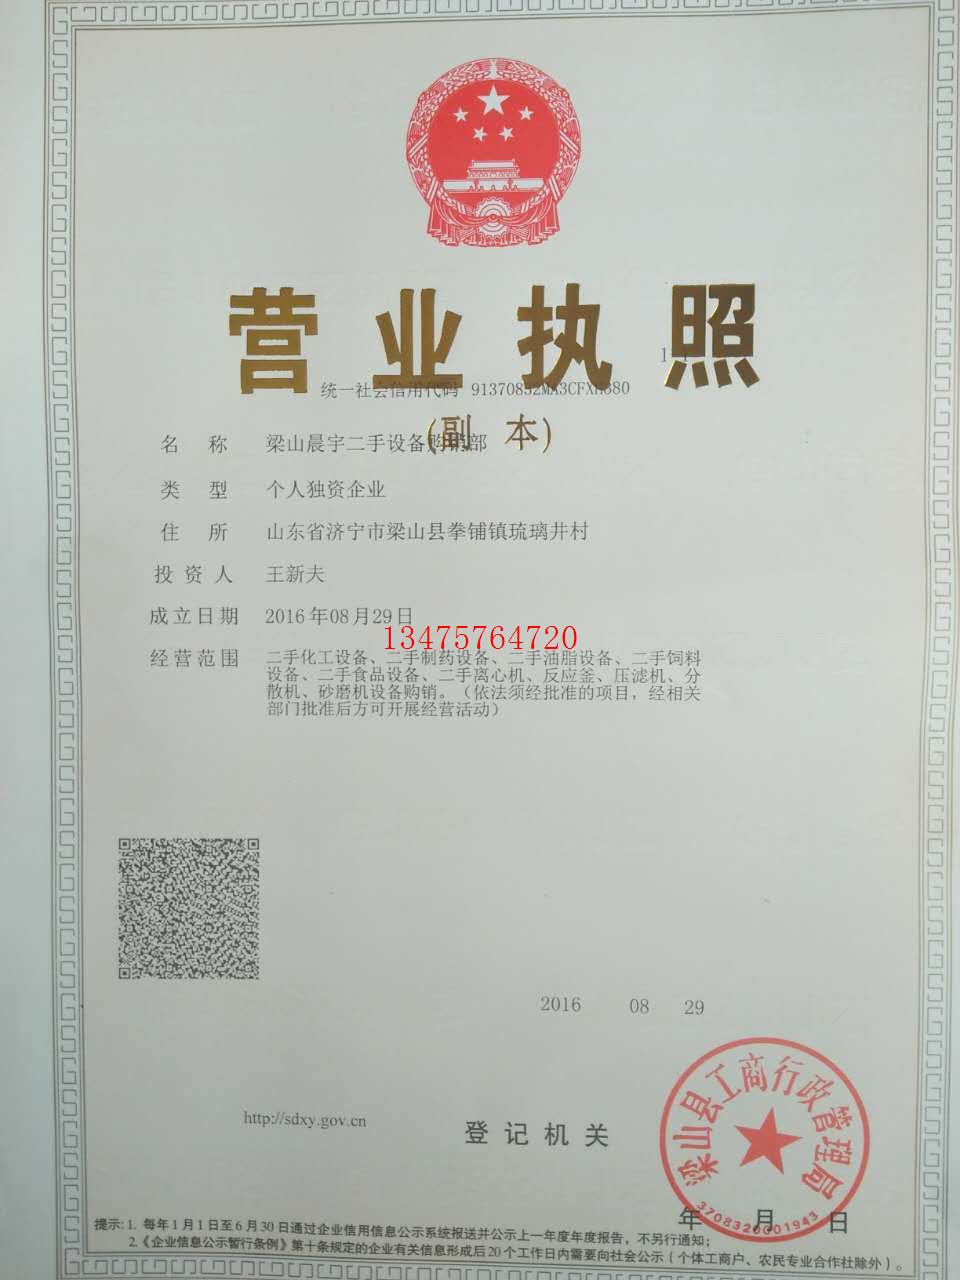 营业执照
1-1
统一社会信用代码
(副 本)
名 称 梁山晨宇二手设备购销部
类 型 个人独资企业
住 所 山东省济宁市梁山县拳铺镇琉璃井村
投资人 王新夫
成立日期 2016年08月29日
13475764720
经营范围 二手化工设备、二手制药设备、二手油脂设备、二手饲料
设备、二手食品设备、二手离心机、反应釜、压滤机、分
散机、砂磨机设备购销。（依法须经批准的项目，经相关
部门批准后方可开展经营活动）
2016 08 29
梁山县工商行政管理局
http://sdxy.gov.cn
登记机关
3708320001943
年 月 日
提示：1. 每年1月1日至6月30日通过企业信用信息公示系统报送并公示上一年度年度报告，不另行通知；
2.《企业信息公示暂行条例》第十条规定的企业有关信息形成后20个工作日内需要向社会公示（个体工商户、农民专业合作社除外）。